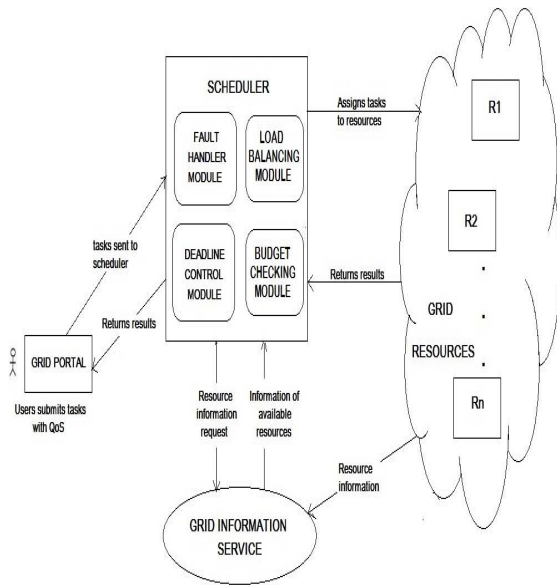 SCHEDULER
FAULT
HANDLER
MODULE
LOAD
BALANCING
MODULE
DEADLINE
CONTROL
MODULE
BUDGET
CHECKING
MODULE
Assigns tasks
to resources
R1
R2
GRID
RESOURCES
Rn
Returns results
tasks sent to
scheduler
Returns results
GRID PORTAL
Users submits tasks
with QoS
Resource
information
request
Information of
available
resources
Resource
information
GRID INFORMATION
SERVICE